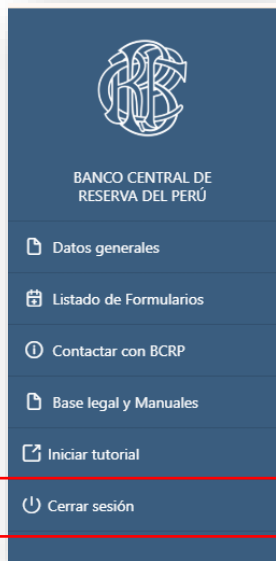 BANCO CENTRAL DE
RESERVA DEL PERÚ
Datos generales
Listado de Formularios
Contactar con BCRP
Base legal y Manuales
Iniciar tutorial
Cerrar sesión